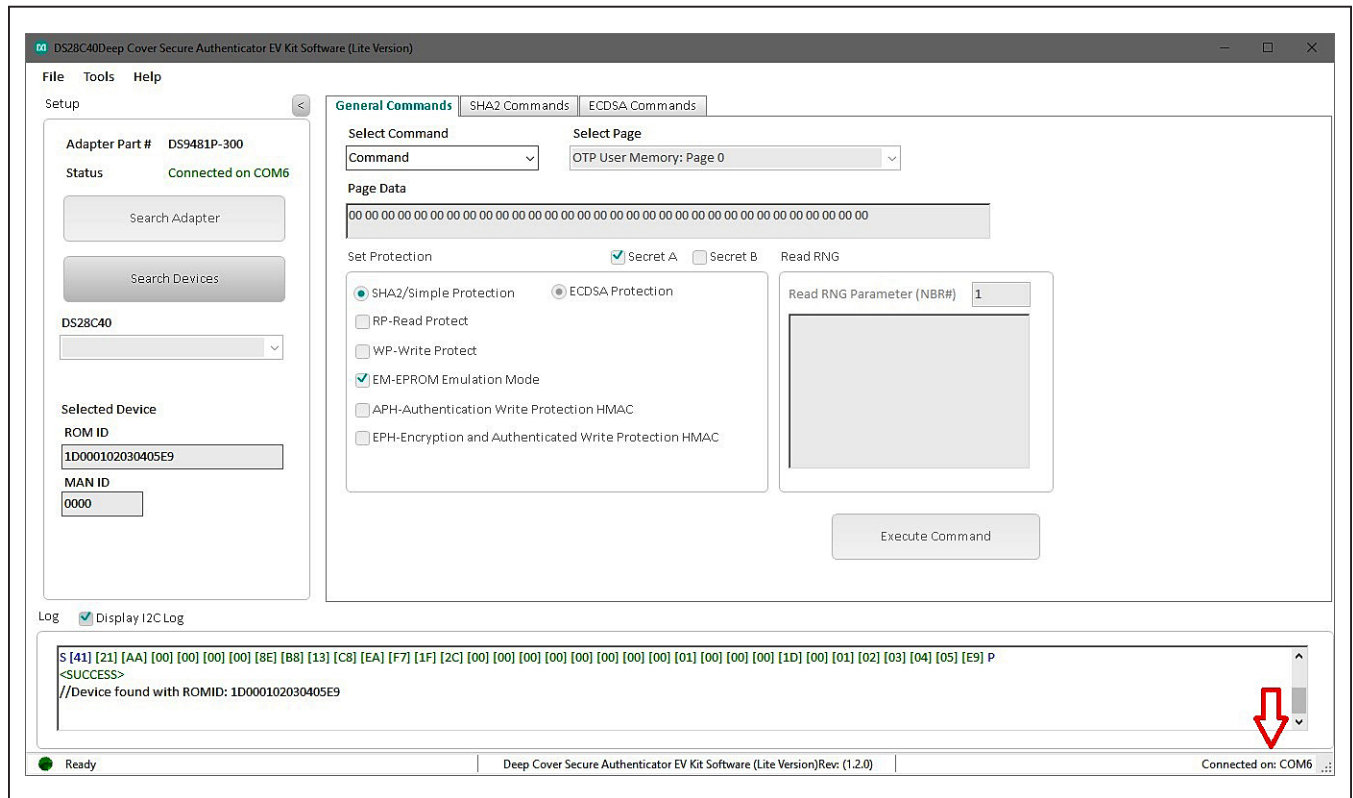 DS28C40Deep Cover Secure Authenticator EV Kit Software (Lite Version)
File Tools Help
Setup
<
Adapter Part # DS9481P-300
Status Connected on COM6
Search Adapter
Search Devices
DS28C40
Selected Device
ROM ID
1D000102030405E9
MAN ID
0000
General Commands SHA2 Commands ECDSA Commands
Select Command Select Page
Command OTP User Memory: Page 0
Page Data
00 00 00 00 00 00 00 00 00 00 00 00 00 00 00 00 00 00 00 00 00 00 00 00 00 00 00 00 00 00 00 00
Set Protection Secret A Secret B Read RNG
SHA2/Simple Protection ECDSA Protection
RP-Read Protect
WP-Write Protect
EM-EPROM Emulation Mode
APH-Authentication Write Protection HMAC
EPH-Encryption and Authenticated Write Protection HMAC
Read RNG Parameter (NBR#) 1
Execute Command
Log Display I2C Log
S [41] [21] [AA] [00] [00] [00] [00] [8E] [B8] [13] [C8] [EA] [F7] [1F] [2C] [00] [00] [00] [00] [00] [00] [00] [00] [01] [00] [00] [00] [1D] [00] [01] [02] [03] [04] [05] [E9] P
<SUCCESS>
//Device found with ROMID: 1D000102030405E9
Ready Deep Cover Secure Authenticator EV Kit Software (Lite Version)Rev: (1.2.0) Connected on: COM6